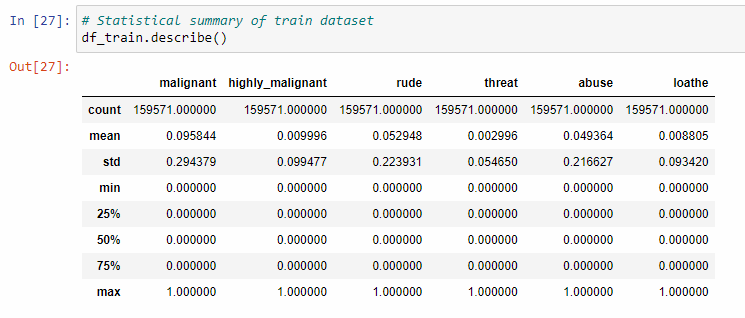 In [27]: # Statistical summary of train dataset
df_train.describe()
Out[27]:
malignant highly_malignant rude threat abuse loathe
count 159571.000000 159571.000000 159571.000000 159571.000000 159571.000000 159571.000000
mean 0.095844 0.009996 0.052948 0.002996 0.049364 0.008805
std 0.294379 0.099477 0.223931 0.054650 0.216627 0.093420
min 0.000000 0.000000 0.000000 0.000000 0.000000 0.000000
25% 0.000000 0.000000 0.000000 0.000000 0.000000 0.000000
50% 0.000000 0.000000 0.000000 0.000000 0.000000 0.000000
75% 0.000000 0.000000 0.000000 0.000000 0.000000 0.000000
max 1.000000 1.000000 1.000000 1.000000 1.000000 1.000000